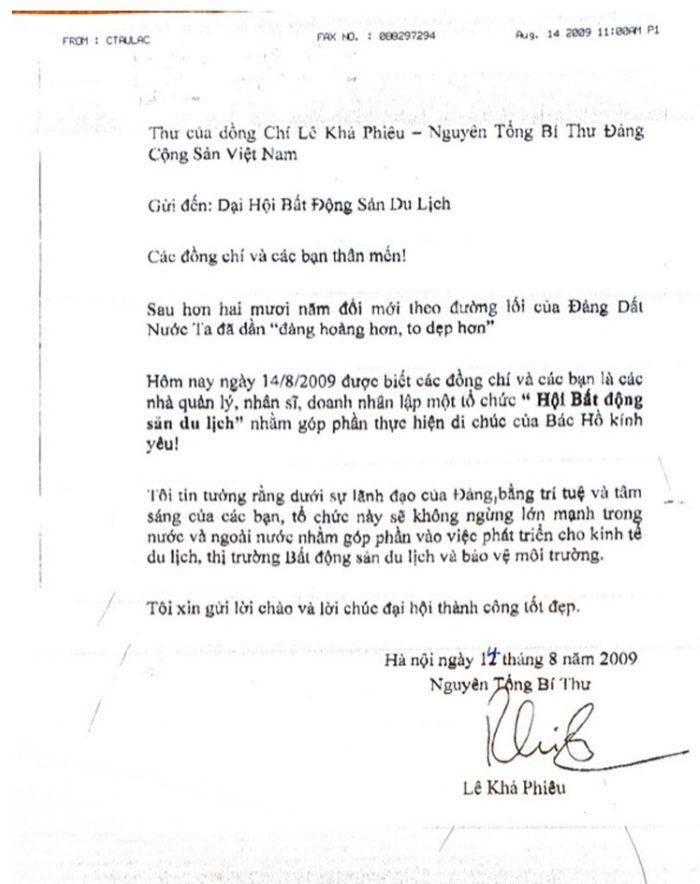 FROM : CTAULAC FAX NO. : 088297294 Aug. 14 2009 11:00AM P1
Thư của dồng Chí Lê Khả Phiêu – Nguyên Tổng Bí Thư Đảng
Cộng Sản Việt Nam
Gửi đến: Dại Hội Bất Động Sản Du Lịch
Các đồng chí và các bạn thân mến!
Sau hơn hai mươi năm đổi mới theo đường lối của Đảng Dất
Nước Ta đã dần “đàng hoàng hơn, to dẹp hơn”
Hôm nay ngày 14/8/2009 được biết các đồng chí và các bạn là các
nhà quản lý, nhân sĩ, doanh nhân lập một tổ chức “ Hội Bất động
sản du lịch” nhằm góp phần thực hiện di chúc của Bác Hồ kính
yêu!
Tôi tin tưởng rằng dưới sự lãnh đạo của Đảng,bằng trí tuệ và tâm
sáng của các bạn, tổ chức này sẽ không ngừng lớn mạnh trong
nước và ngoài nước nhằm góp phần vào việc phát triển cho kinh tế
du lịch, thị trường Bất động sản du lịch và bảo vệ môi trường.
Tôi xin gửi lời chào và lời chúc đại hội thành công tốt đẹp.
Hà nội ngày 14 tháng 8 năm 2009
Nguyên Tổng Bí Thư
Lê Khả Phiêu